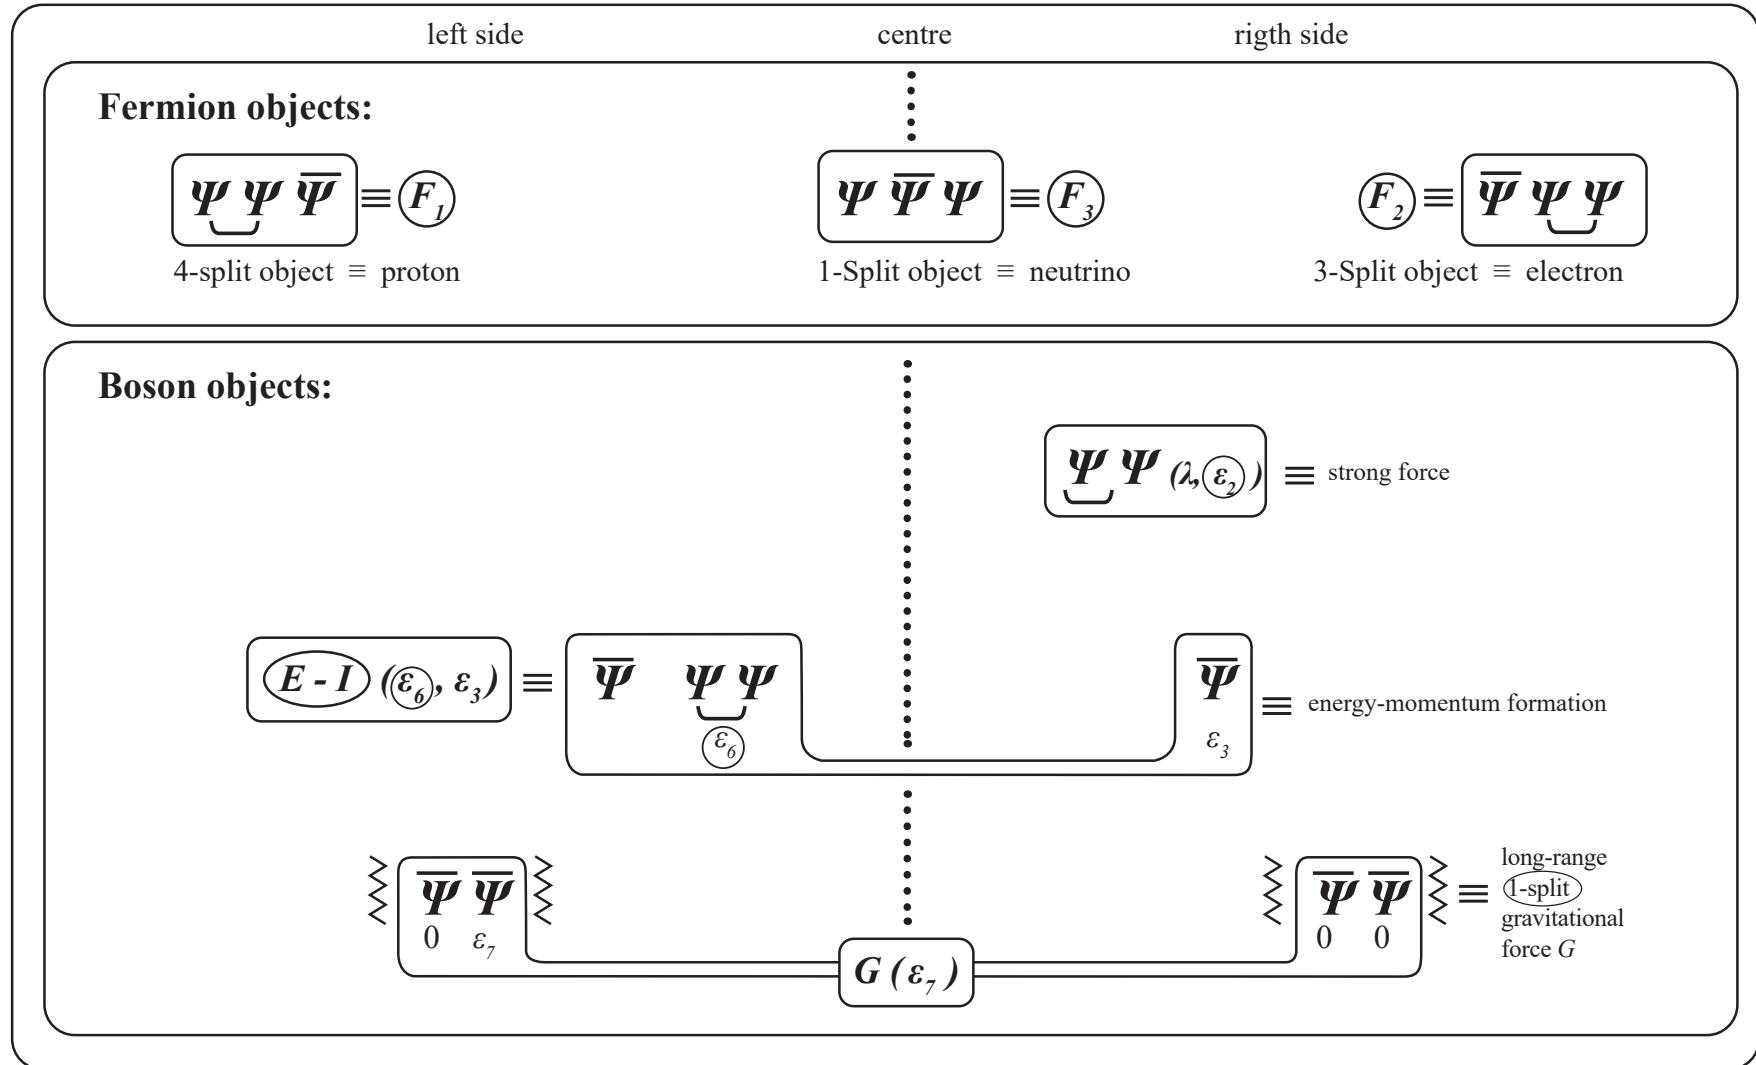 left side centre rigth side
Fermion objects:
Ψ Ψ Ψ̅ ≡ F₁ Ψ Ψ̅ Ψ ≡ F₃ F₂ ≡ Ψ̅ Ψ Ψ
4-split object ≡ proton 1-Split object ≡ neutrino 3-Split object ≡ electron
Boson objects:
Ψ Ψ (λ, ε₂) ≡ strong force
E - I (ε₆, ε₃) ≡ Ψ̅ Ψ Ψ Ψ̅ ≡ energy-momentum formation
ε₆ ε₃
Ψ̅ Ψ̅ Ψ̅ Ψ̅ ≡ long-range
1-split
gravitational
force G
0 ε₇ 0 0
G (ε₇)